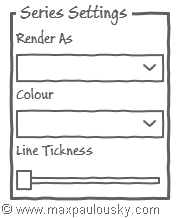 Series Settings
Render As
Colour
Line Tickness
© www.maxpaulousky.com